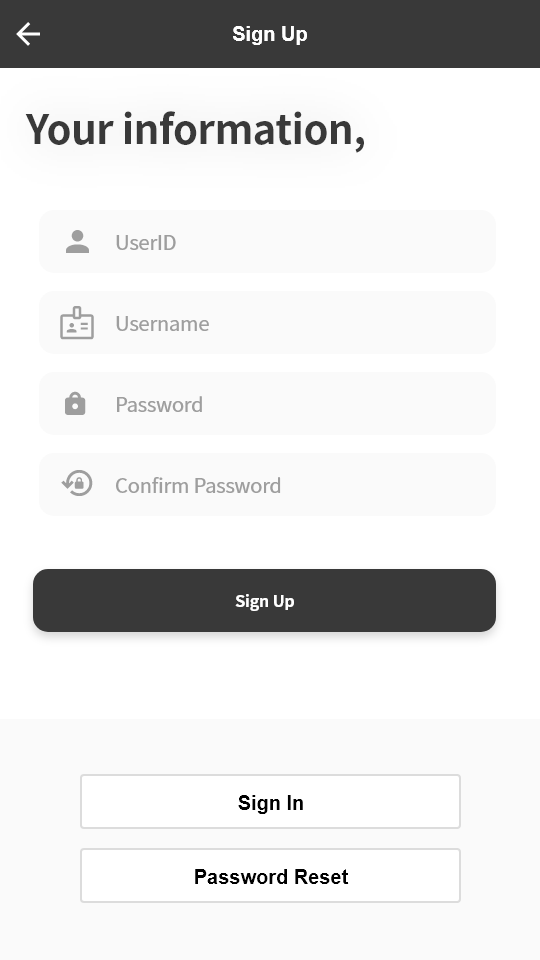 Sign Up
Your information,
UserID
Username
Password
Confirm Password
Sign Up
Sign In
Password Reset